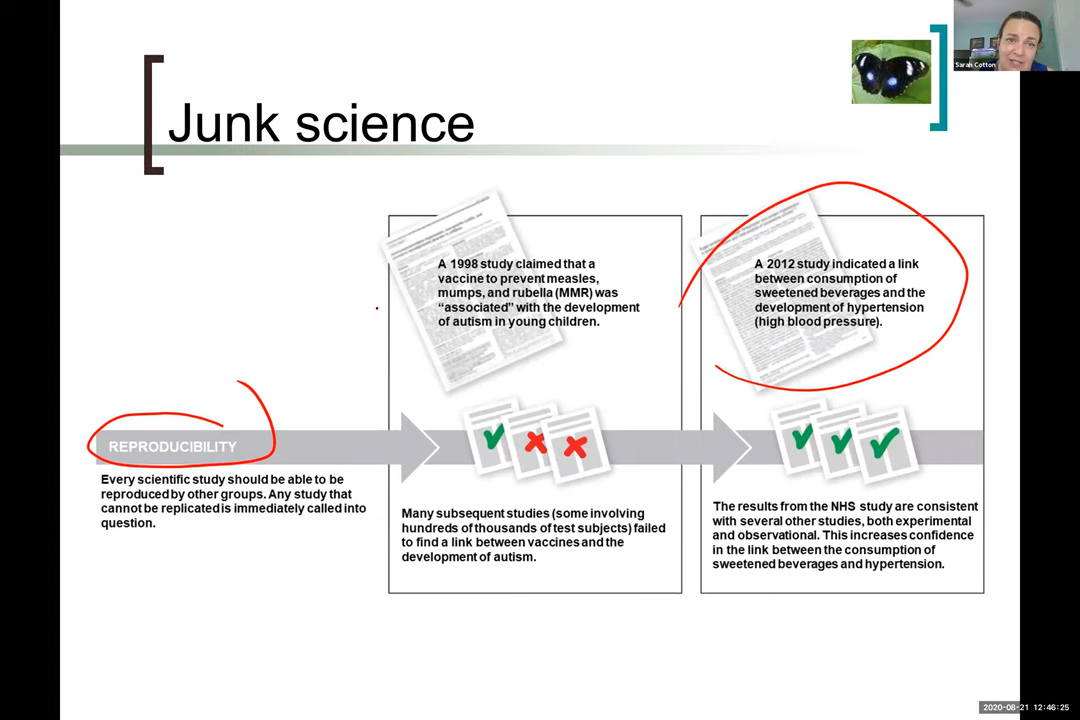 Sarah Cotton
Junk science
A 1998 study claimed that a
vaccine to prevent measles,
mumps, and rubella (MMR) was
“associated” with the development
of autism in young children.
A 2012 study indicated a link
between consumption of
sweetened beverages and the
development of hypertension
(high blood pressure).
REPRODUCIBILITY
Every scientific study should be able to be
reproduced by other groups. Any study that
cannot be replicated is immediately called into
question.
Many subsequent studies (some involving
hundreds of thousands of test subjects) failed
to find a link between vaccines and the
development of autism.
The results from the NHS study are consistent
with several other studies, both experimental
and observational. This increases confidence
in the link between the consumption of
sweetened beverages and hypertension.
2020-08-21 12:46:25